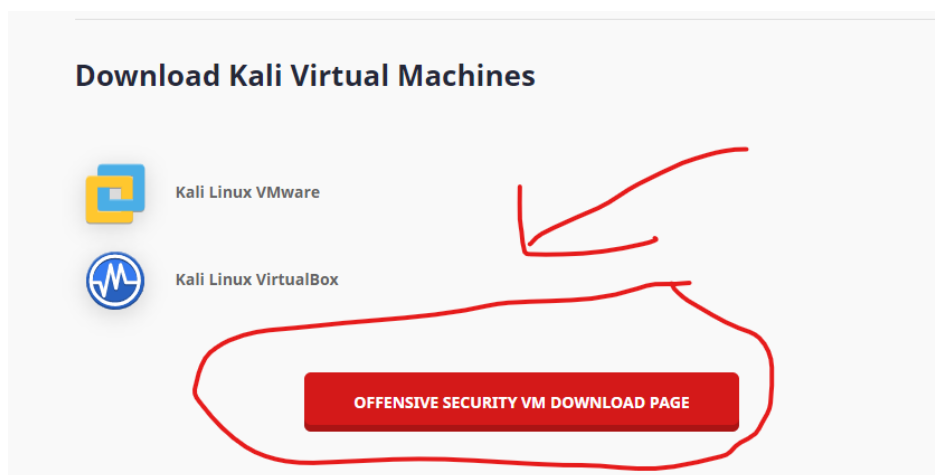 Download Kali Virtual Machines
Kali Linux VMware
Kali Linux VirtualBox
OFFENSIVE SECURITY VM DOWNLOAD PAGE